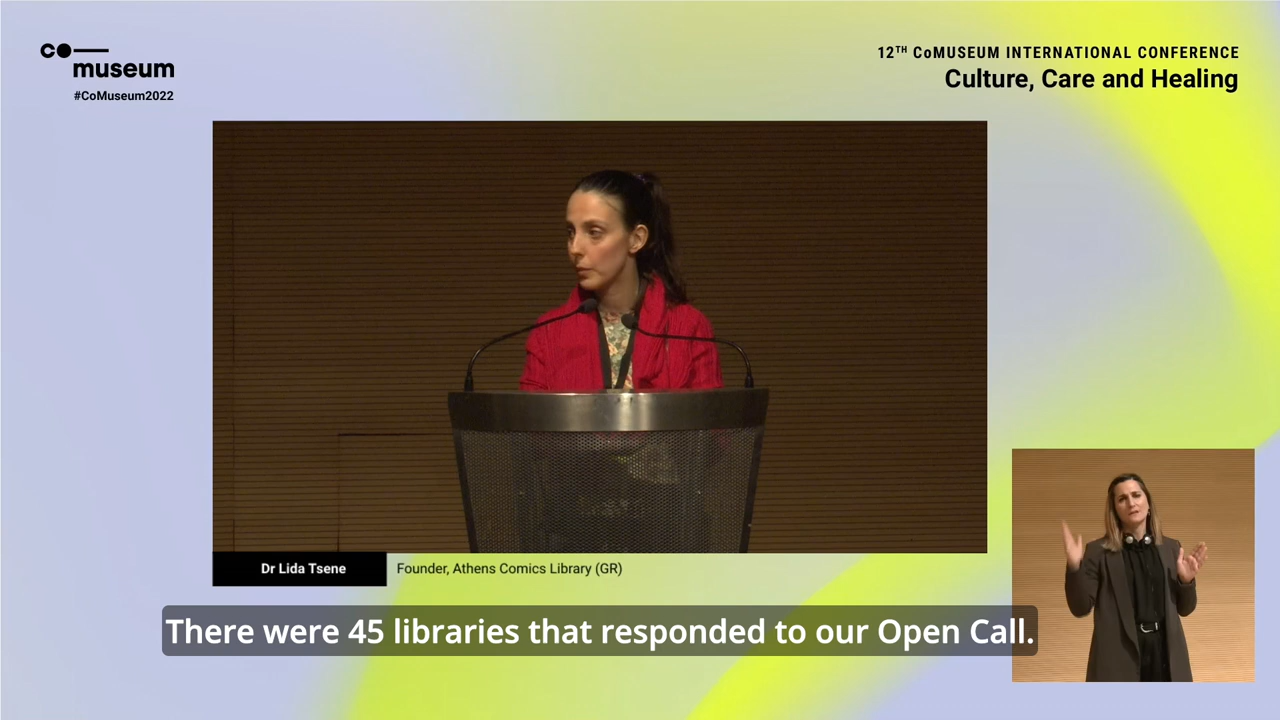 co
museum
#CoMuseum2022
12TH CoMUSEUM INTERNATIONAL CONFERENCE
Culture, Care and Healing
Dr Lida Tsene
Founder, Athens Comics Library (GR)
There were 45 libraries that responded to our Open Call.